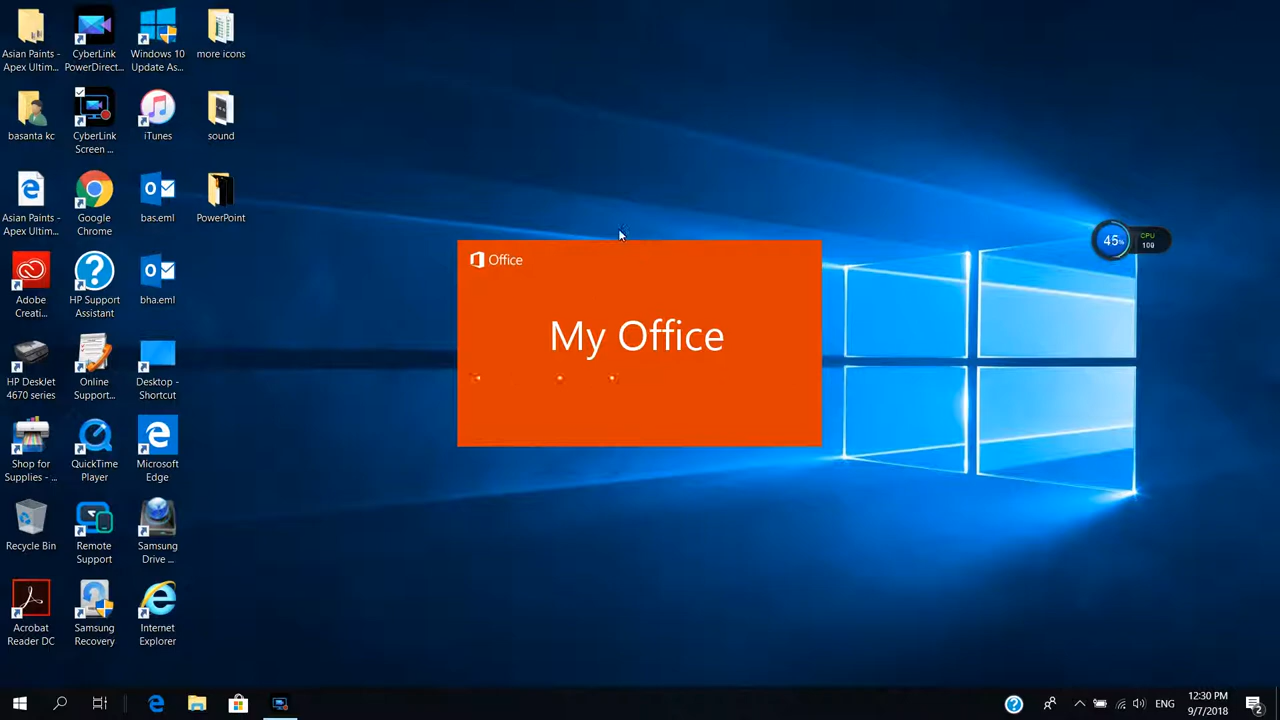 Asian Paints -
Apex Ultim...
CyberLink
PowerDirect...
Windows 10
Update As...
more icons
basanta kc
CyberLink
Screen ...
iTunes
sound
Asian Paints -
Apex Ultim...
Google
Chrome
bas.eml
PowerPoint
Adobe
Creati...
HP Support
Assistant
bha.eml
HP DeskJet
4670 series
Online
Support...
Desktop -
Shortcut
Shop for
Supplies - ...
QuickTime
Player
Microsoft
Edge
Recycle Bin
Remote
Support
Samsung
Drive ...
Acrobat
Reader DC
Samsung
Recovery
Internet
Explorer
Office
My Office
45%
CPU
100
ENG
12:30 PM
9/7/2018
2